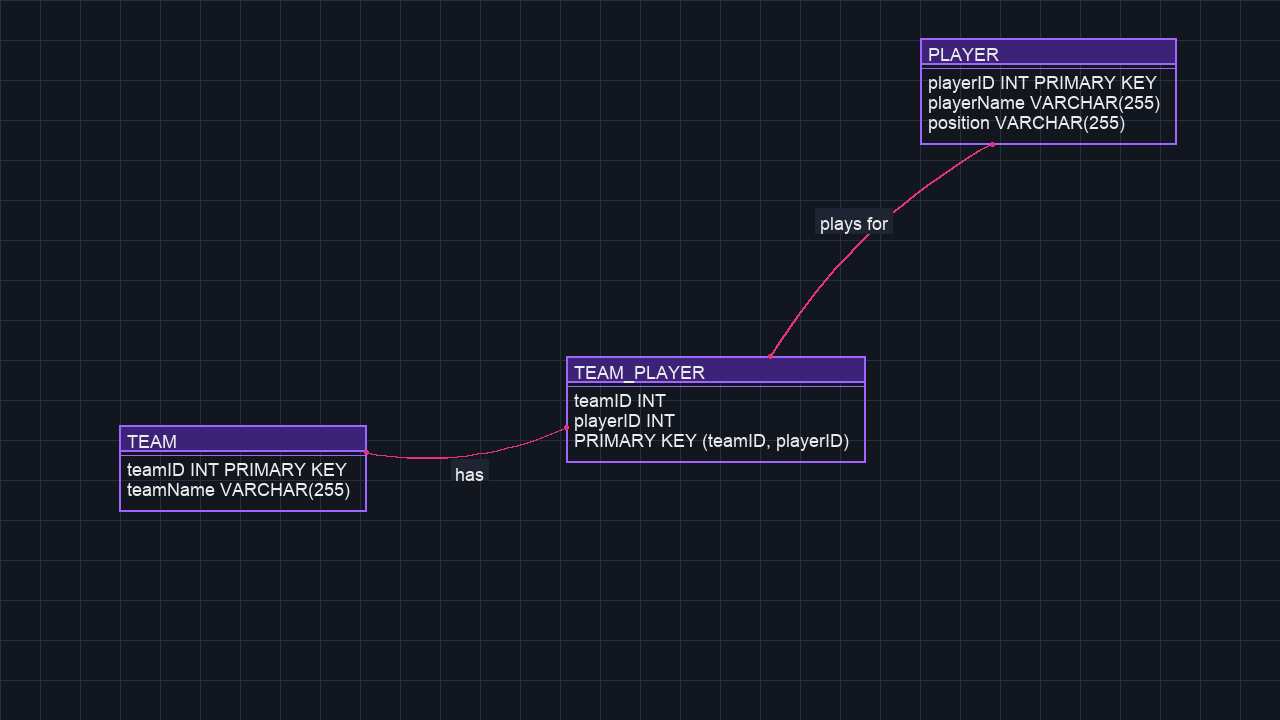 PLAYER
playerID INT PRIMARY KEY
playerName VARCHAR(255)
position VARCHAR(255)
plays for
TEAM_PLAYER
teamID INT
playerID INT
PRIMARY KEY (teamID, playerID)
TEAM
teamID INT PRIMARY KEY
teamName VARCHAR(255)
has